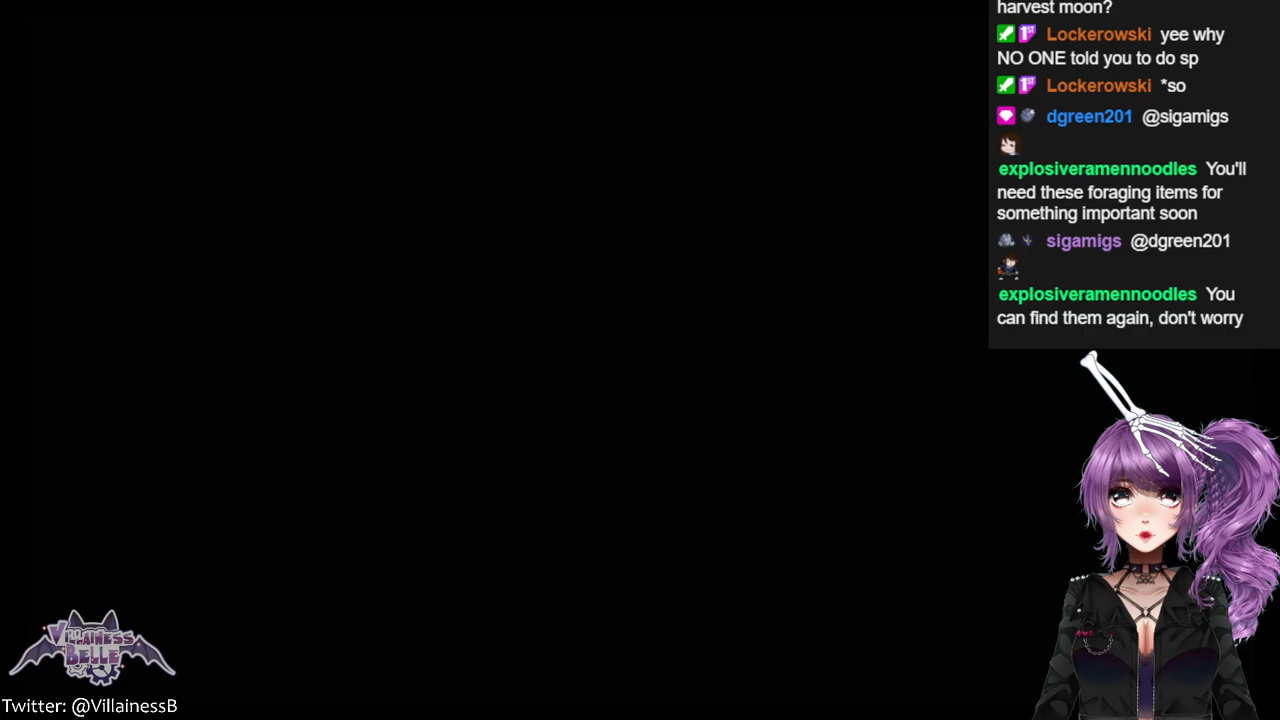 harvest moon?
Lockerowski yee why
NO ONE told you to do sp
Lockerowski *so
dgreen201 @sigamigs
explosiveramennoodles You'll
need these foraging items for
something important soon
sigamigs @dgreen201
explosiveramennoodles You
can find them again, don't worry
VILLAINESS
BELLE
Twitter: @VillainessB